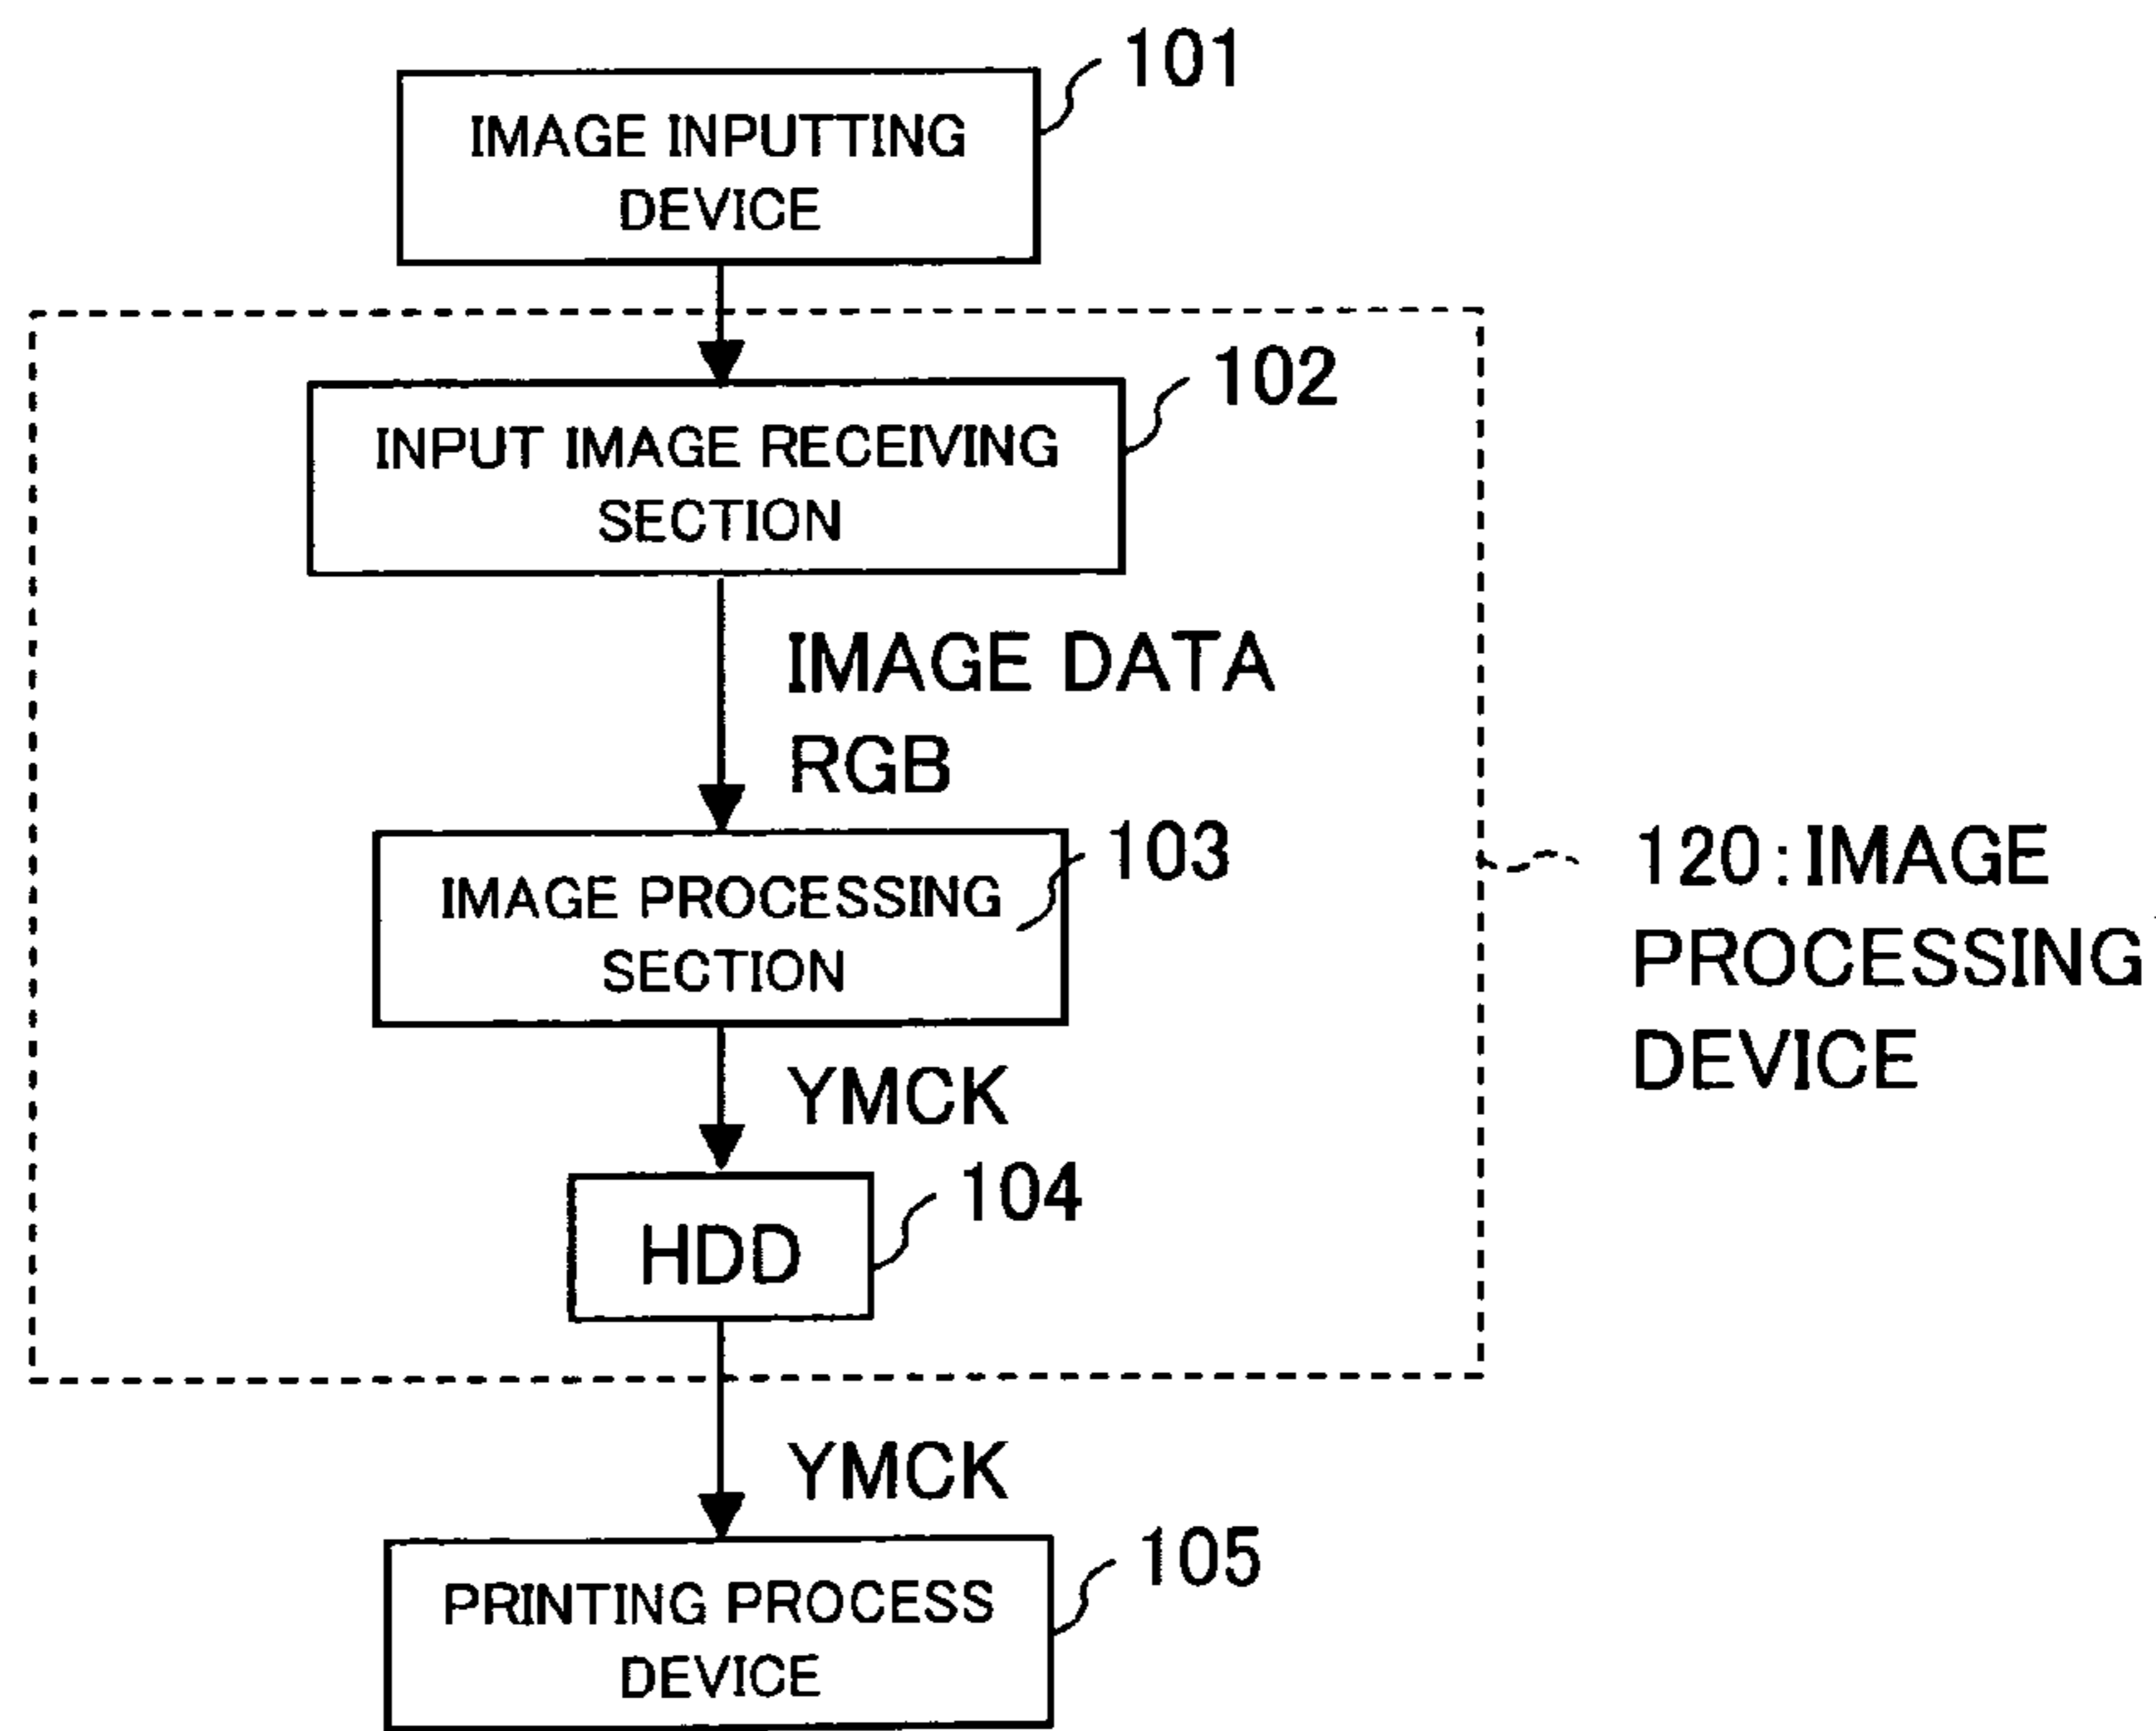 101
IMAGE INPUTTING
DEVICE
102
INPUT IMAGE RECEIVING
SECTION
IMAGE DATA
RGB
103
IMAGE PROCESSING
SECTION
120:IMAGE
PROCESSING
DEVICE
YMCK
104
HDD
YMCK
105
PRINTING PROCESS
DEVICE